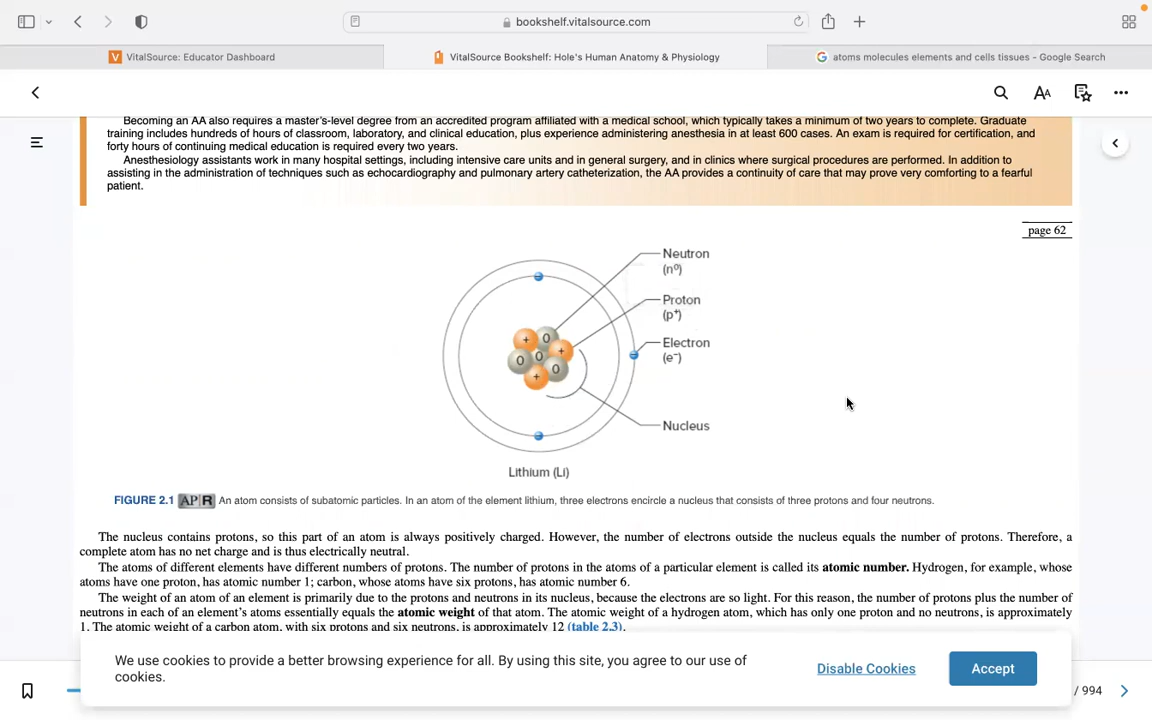 bookshelf.vitalsource.com
VitalSource: Educator Dashboard
VitalSource Bookshelf: Hole's Human Anatomy & Physiology
G atoms molecules elements and cells tissues - Google Search
AA
Becoming an AA also requires a master's-level degree from an accredited program affiliated with a medical school, which typically takes a minimum of two years to complete. Graduate
training includes hundreds of hours of classroom, laboratory, and clinical education, plus experience administering anesthesia in at least 600 cases. An exam is required for certification, and
forty hours of continuing medical education is required every two years.
Anesthesiology assistants work in many hospital settings, including intensive care units and in general surgery, and in clinics where surgical procedures are performed. In addition to
assisting in the administration of techniques such as echocardiography and pulmonary artery catheterization, the AA provides a continuity of care that may prove very comforting to a fearful
patient.
page 62
Neutron
(n⁰)
Proton
(p⁺)
Electron
(e⁻)
Nucleus
+ 0
0 0 +
0
+
Lithium (Li)
FIGURE 2.1 AP|R An atom consists of subatomic particles. In an atom of the element lithium, three electrons encircle a nucleus that consists of three protons and four neutrons.
The nucleus contains protons, so this part of an atom is always positively charged. However, the number of electrons outside the nucleus equals the number of protons. Therefore, a
complete atom has no net charge and is thus electrically neutral.
The atoms of different elements have different numbers of protons. The number of protons in the atoms of a particular element is called its atomic number. Hydrogen, for example, whose
atoms have one proton, has atomic number 1; carbon, whose atoms have six protons, has atomic number 6.
The weight of an atom of an element is primarily due to the protons and neutrons in its nucleus, because the electrons are so light. For this reason, the number of protons plus the number of
neutrons in each of an element's atoms essentially equals the atomic weight of that atom. The atomic weight of a hydrogen atom, which has only one proton and no neutrons, is approximately
1. The atomic weight of a carbon atom, with six protons and six neutrons, is approximately 12 (table 2.3).
We use cookies to provide a better browsing experience for all. By using this site, you agree to our use of
cookies.
Disable Cookies
Accept
/ 994